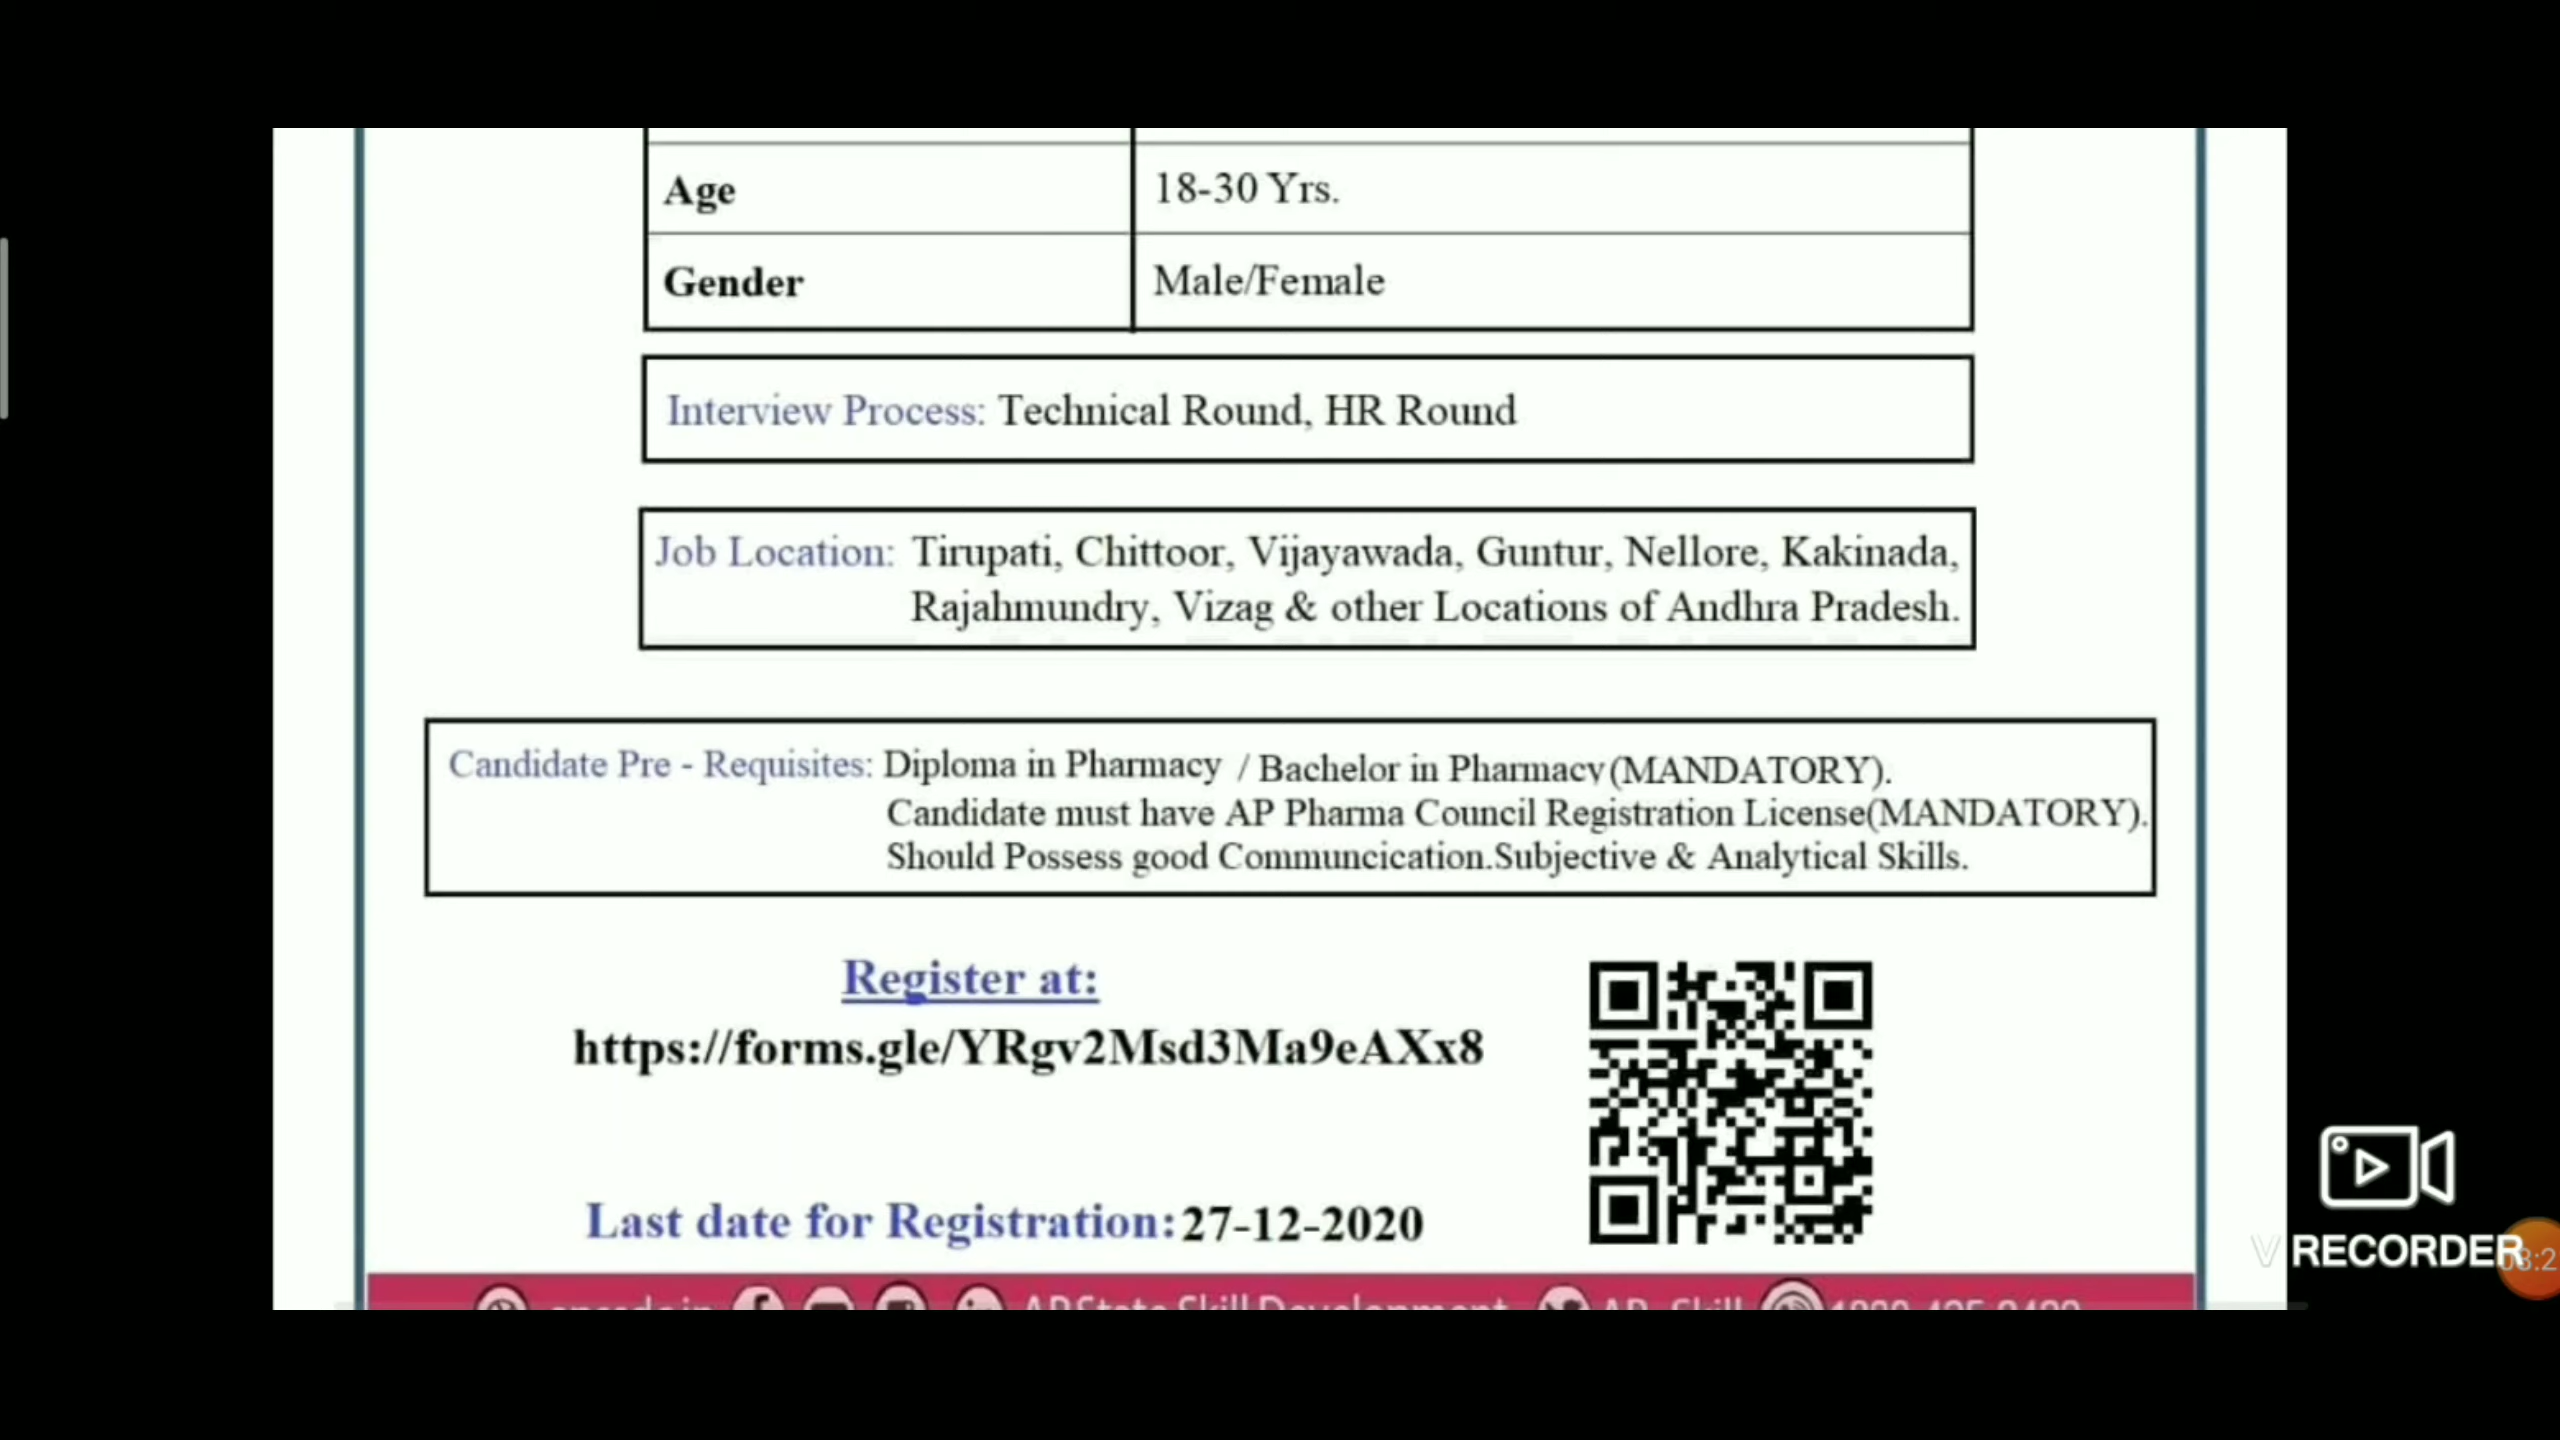 Age 18-30 Yrs.
Gender Male/Female
Interview Process: Technical Round, HR Round
Job Location: Tirupati, Chittoor, Vijayawada, Guntur, Nellore, Kakinada,
Rajahmundry, Vizag & other Locations of Andhra Pradesh.
Candidate Pre - Requisites: Diploma in Pharmacy / Bachelor in Pharmacy(MANDATORY).
Candidate must have AP Pharma Council Registration License(MANDATORY).
Should Possess good Communcication.Subjective & Analytical Skills.
Register at:
https://forms.gle/YRgv2Msd3Ma9eAXx8
Last date for Registration: 27-12-2020
V RECORDER
APState Skill Development